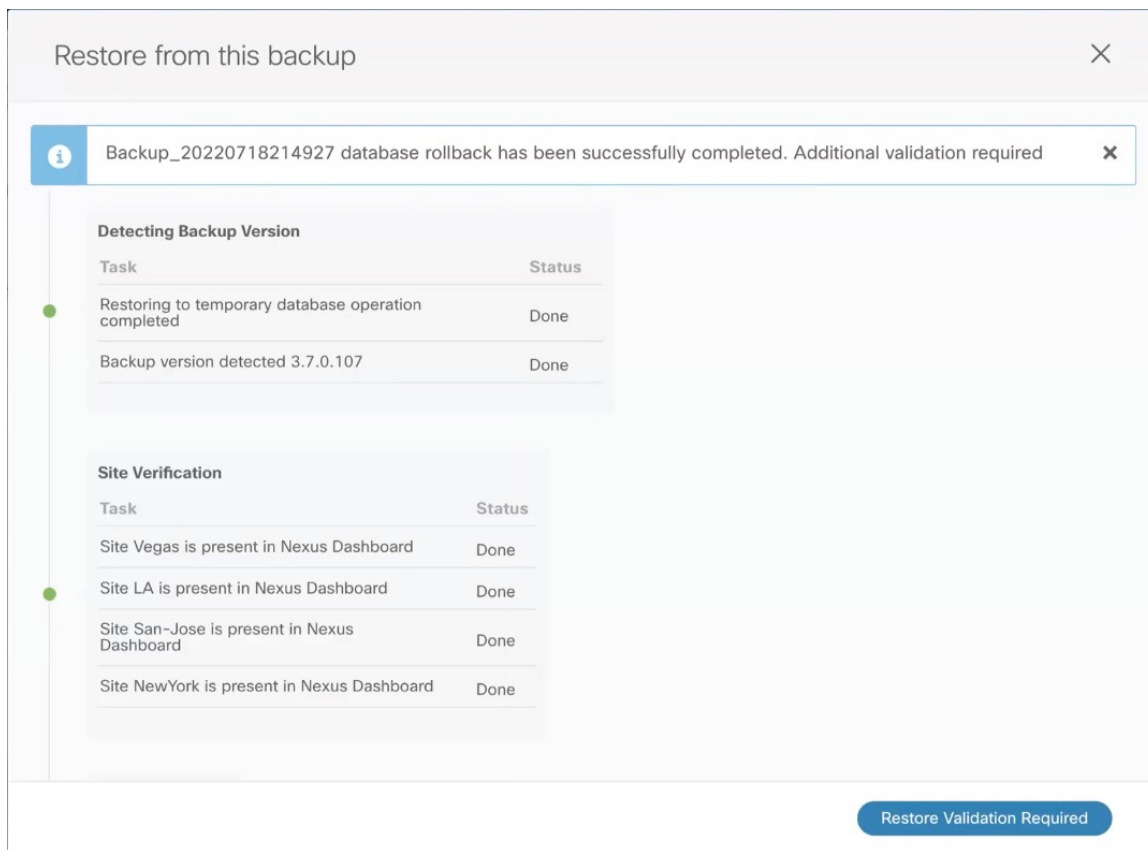 Restore from this backup
Backup_20220718214927 database rollback has been successfully completed. Additional validation required
Detecting Backup Version
Task Status
Restoring to temporary database operation
completed
Done
Backup version detected 3.7.0.107 Done
Site Verification
Task Status
Site Vegas is present in Nexus Dashboard Done
Site LA is present in Nexus Dashboard Done
Site San-Jose is present in Nexus
Dashboard
Done
Site NewYork is present in Nexus Dashboard Done
Restore Validation Required